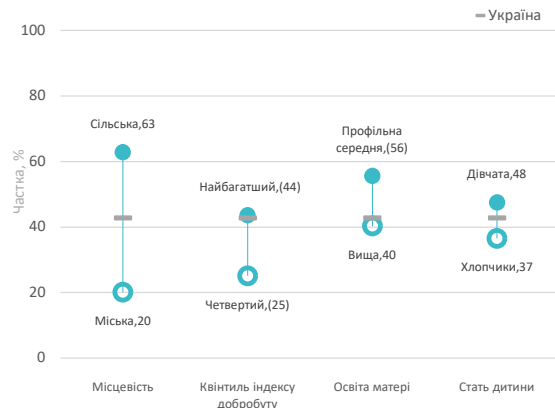 Україна
100
80
60
40
20
0
Частка, %
Сільська,63
Міська,20
Найбагатший,(44)
Четвертий,(25)
Профільна
середня,(56)
Вища,40
Дівчата,48
Хлопчики,37
Місцевість
Квінтиль індексу
добробуту
Освіта матері
Стать дитини